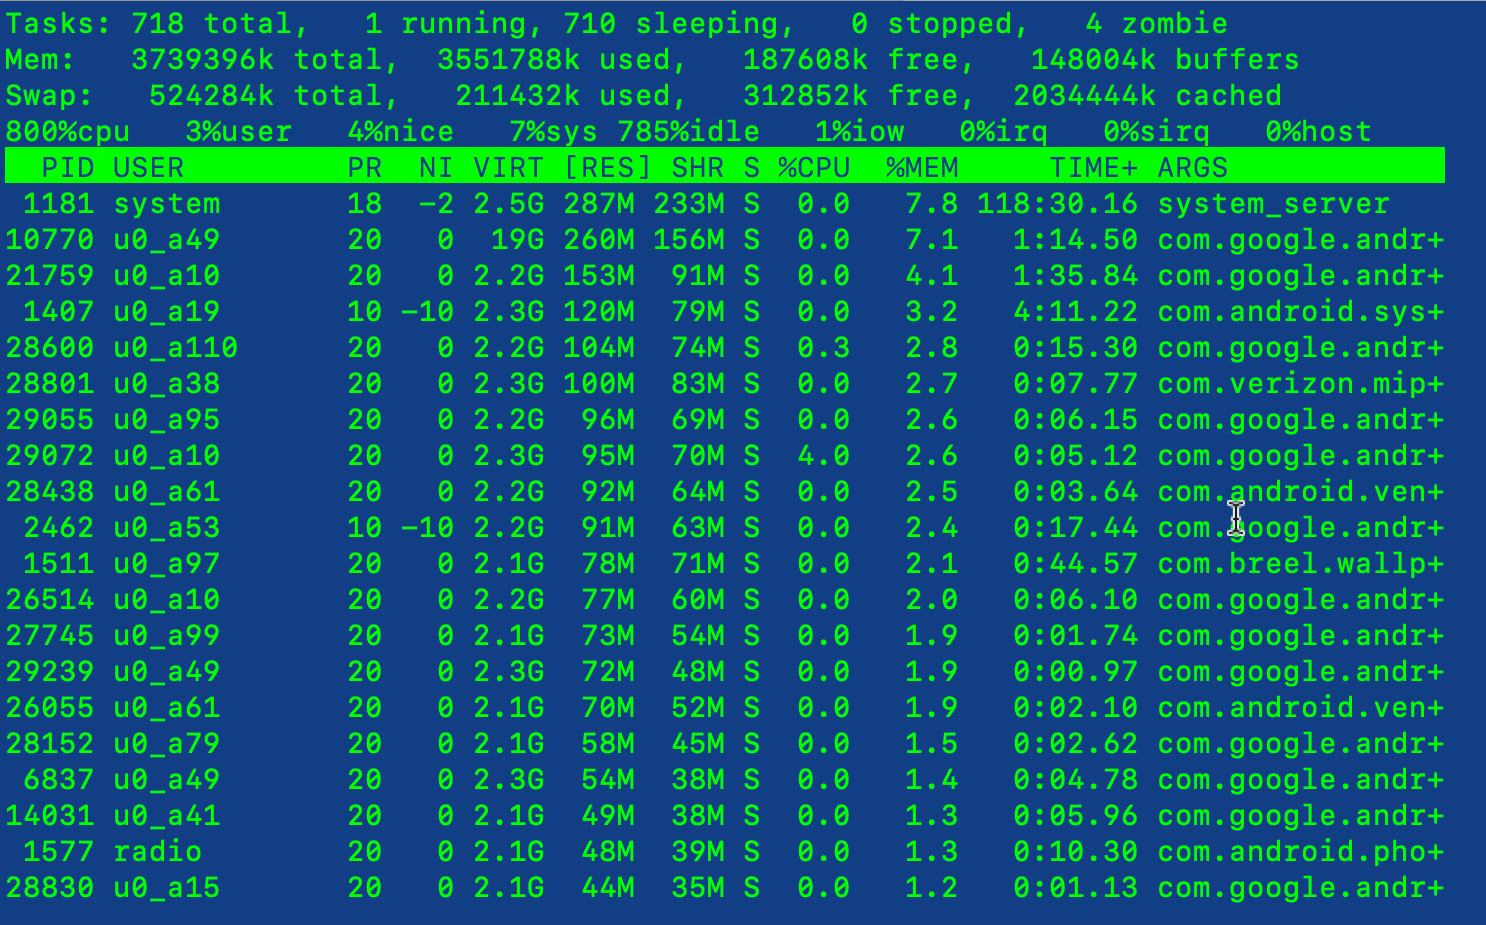 Tasks: 718 total,   1 running, 710 sleeping,   0 stopped,   4 zombie
Mem:   3739396k total,  3551788k used,   187608k free,   148004k buffers
Swap:   524284k total,   211432k used,   312852k free,  2034444k cached
800%cpu   3%user   4%nice   7%sys 785%idle   1%iow   0%irq   0%sirq   0%host
  PID USER         PR  NI VIRT [RES] SHR S %CPU  %MEM     TIME+ ARGS
 1181 system       18  -2 2.5G 287M 233M S  0.0   7.8 118:30.16 system_server
10770 u0_a49       20   0  19G 260M 156M S  0.0   7.1   1:14.50 com.google.andr+
21759 u0_a10       20   0 2.2G 153M  91M S  0.0   4.1   1:35.84 com.google.andr+
 1407 u0_a19       10 -10 2.3G 120M  79M S  0.0   3.2   4:11.22 com.android.sys+
28600 u0_a110      20   0 2.2G 104M  74M S  0.3   2.8   0:15.30 com.google.andr+
28801 u0_a38       20   0 2.3G 100M  83M S  0.0   2.7   0:07.77 com.verizon.mip+
29055 u0_a95       20   0 2.2G  96M  69M S  0.0   2.6   0:06.15 com.google.andr+
29072 u0_a10       20   0 2.3G  95M  70M S  4.0   2.6   0:05.12 com.google.andr+
28438 u0_a61       20   0 2.2G  92M  64M S  0.0   2.5   0:03.64 com.android.ven+
 2462 u0_a53       10 -10 2.2G  91M  63M S  0.0   2.4   0:17.44 com.google.andr+
 1511 u0_a97       20   0 2.1G  78M  71M S  0.0   2.1   0:44.57 com.breel.wallp+
26514 u0_a10       20   0 2.2G  77M  60M S  0.0   2.0   0:06.10 com.google.andr+
27745 u0_a99       20   0 2.1G  73M  54M S  0.0   1.9   0:01.74 com.google.andr+
29239 u0_a49       20   0 2.3G  72M  48M S  0.0   1.9   0:00.97 com.google.andr+
26055 u0_a61       20   0 2.1G  70M  52M S  0.0   1.9   0:02.10 com.android.ven+
28152 u0_a79       20   0 2.1G  58M  45M S  0.0   1.5   0:02.62 com.google.andr+
 6837 u0_a49       20   0 2.3G  54M  38M S  0.0   1.4   0:04.78 com.google.andr+
14031 u0_a41       20   0 2.1G  49M  38M S  0.0   1.3   0:05.96 com.google.andr+
 1577 radio        20   0 2.1G  48M  39M S  0.0   1.3   0:10.30 com.android.pho+
28830 u0_a15       20   0 2.1G  44M  35M S  0.0   1.2   0:01.13 com.google.andr+